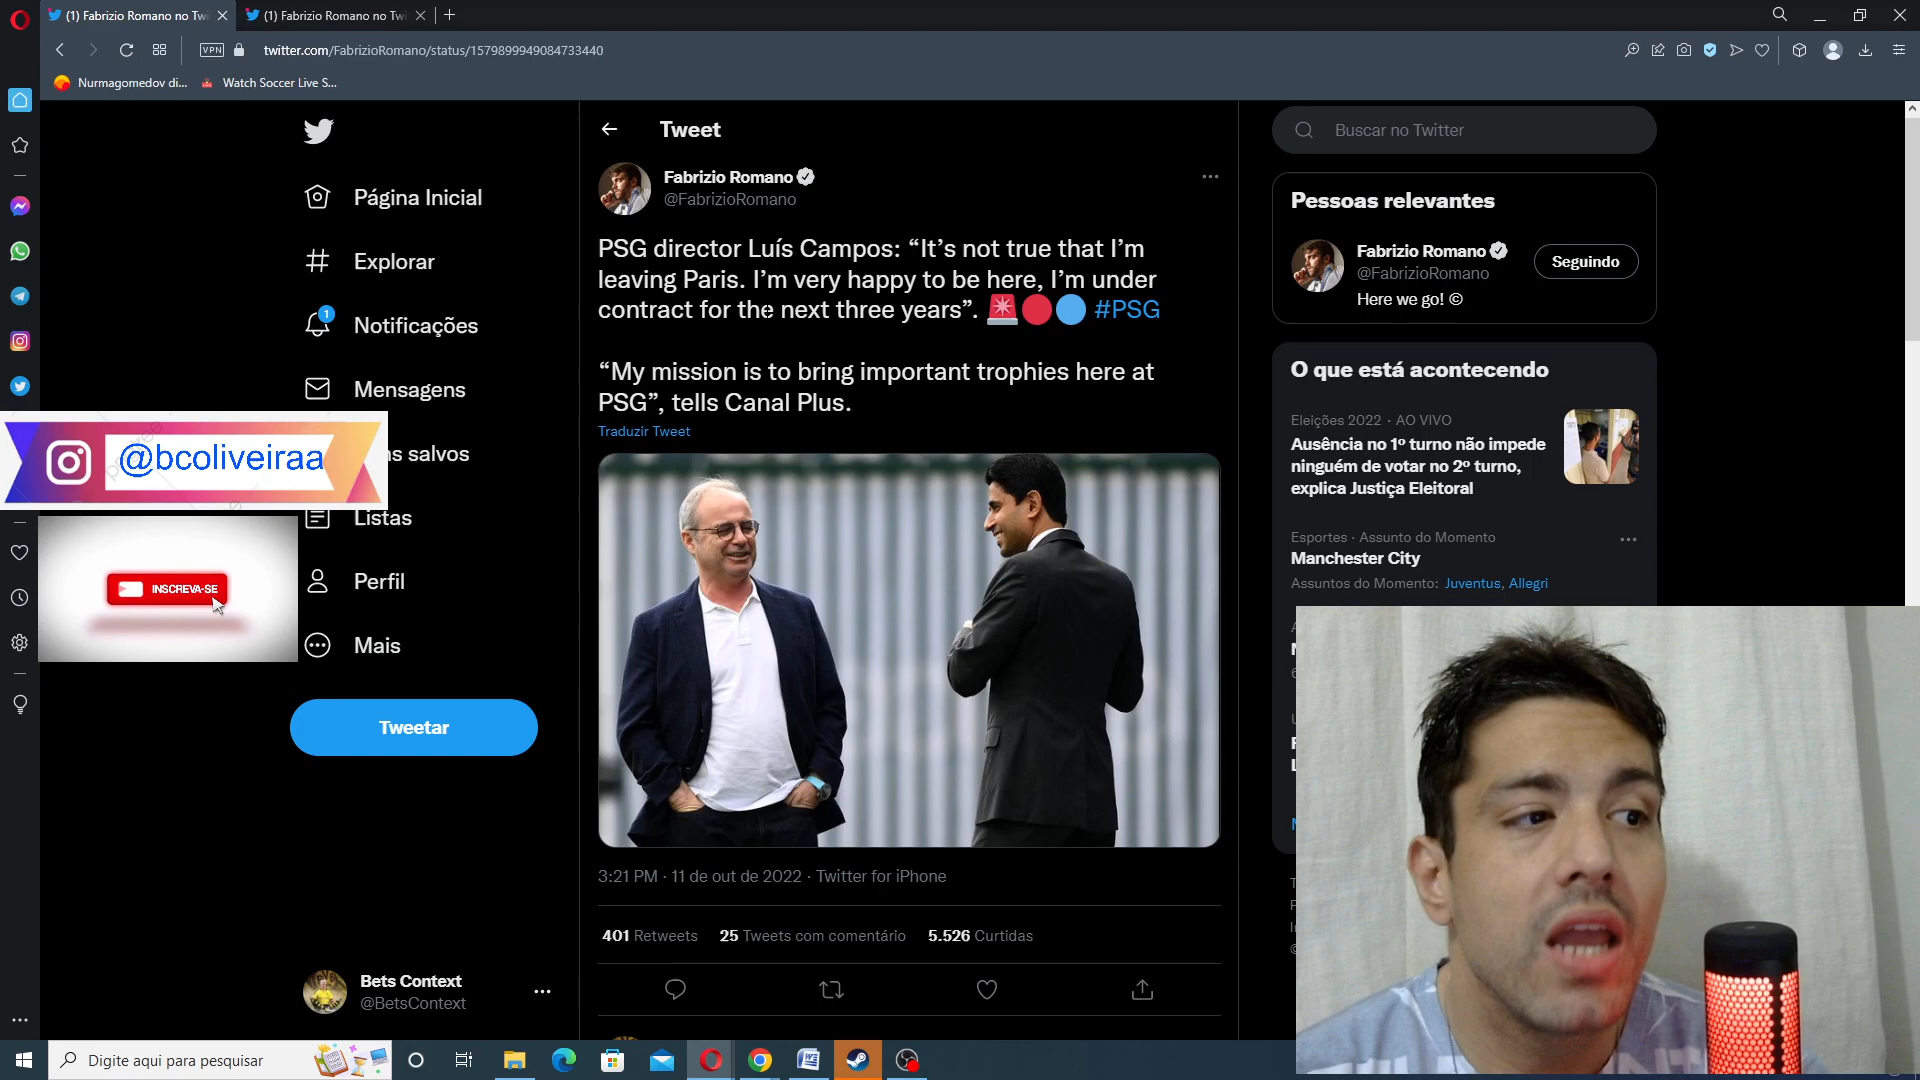 (1) Fabrizio Romano no Twi
(1) Fabrizio Romano no Twi
VPN
twitter.com/FabrizioRomano/status/1579899949084733440
Nurmagomedov di...
Watch Soccer Live S...
Tweet
Buscar no Twitter
Fabrizio Romano
@FabrizioRomano
Pessoas relevantes
Página Inicial
Fabrizio Romano
@FabrizioRomano
Here we go! ©
Seguindo
PSG director Luís Campos: “It’s not true that I’m
leaving Paris. I’m very happy to be here, I’m under
contract for the next three years”. 🚨🔴🔵 #PSG
Explorar
1
Notificações
“My mission is to bring important trophies here at
PSG”, tells Canal Plus.
Traduzir Tweet
O que está acontecendo
Mensagens
Eleições 2022 · AO VIVO
Ausência no 1º turno não impede
ninguém de votar no 2º turno,
explica Justiça Eleitoral
@bcoliveiraa
ns salvos
Listas
Esportes · Assunto do Momento
Manchester City
Assuntos do Momento: Juventus, Allegri
INSCREVA-SE
Perfil
Mais
Tweetar
3:21 PM · 11 de out de 2022 · Twitter for iPhone
401 Retweets 25 Tweets com comentário 5.526 Curtidas
Bets Context
@BetsContext
Digite aqui para pesquisar